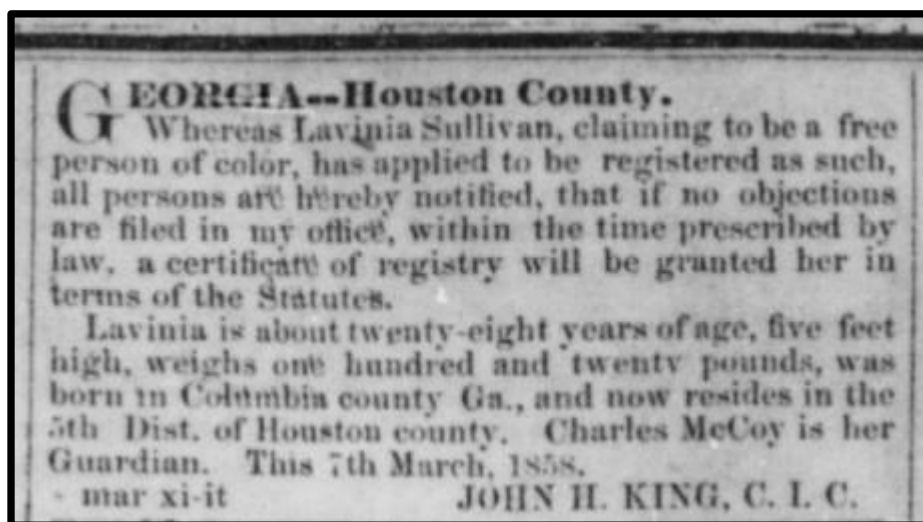 GEORGIA--Houston County.
Whereas Lavinia Sullivan, claiming to be a free
person of color, has applied to be registered as such,
all persons are hereby notified, that if no objections
are filed in my office, within the time prescribed by
law, a certificate of registry will be granted her in
terms of the Statutes.
Lavinia is about twenty-eight years of age, five feet
high, weighs one hundred and twenty pounds, was
born in Columbia county Ga., and now resides in the
5th Dist. of Houston county. Charles McCoy is her
Guardian. This 7th March, 1858.
mar xi-it JOHN H. KING, C. I. C.